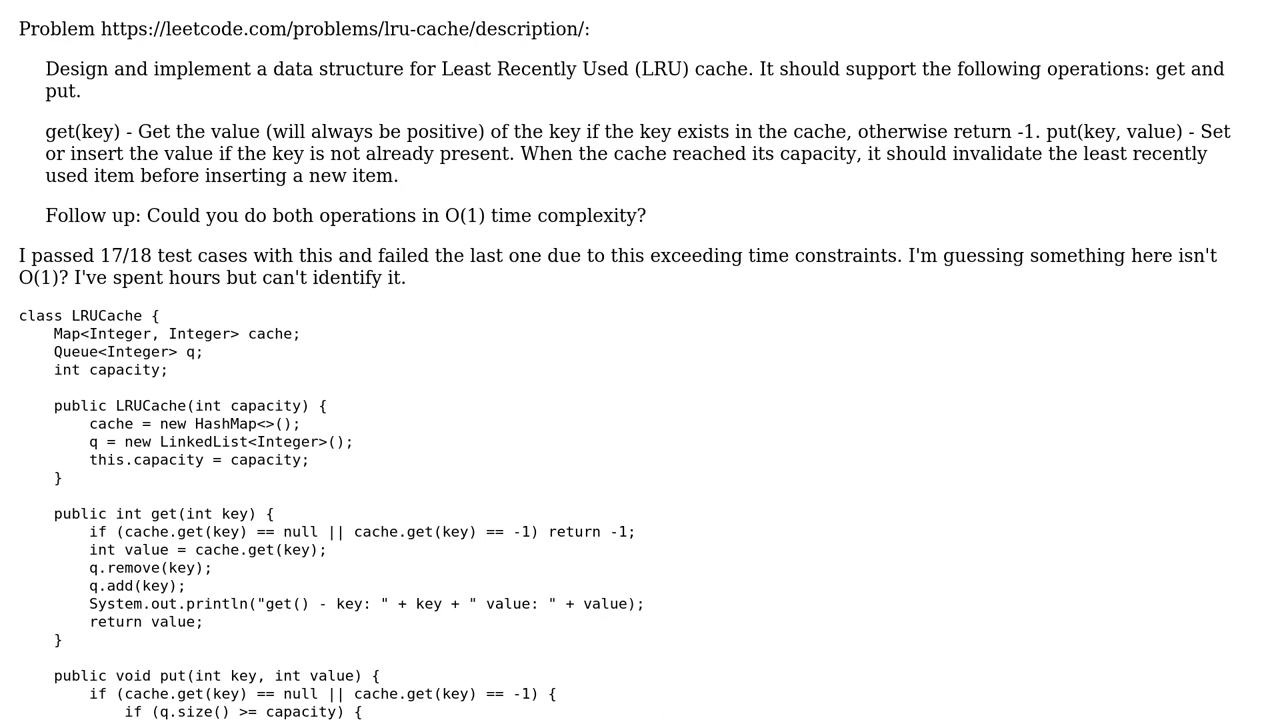 Problem https://leetcode.com/problems/lru-cache/description/:
Design and implement a data structure for Least Recently Used (LRU) cache. It should support the following operations: get and
put.
get(key) - Get the value (will always be positive) of the key if the key exists in the cache, otherwise return -1. put(key, value) - Set
or insert the value if the key is not already present. When the cache reached its capacity, it should invalidate the least recently
used item before inserting a new item.
Follow up: Could you do both operations in O(1) time complexity?
I passed 17/18 test cases with this and failed the last one due to this exceeding time constraints. I'm guessing something here isn't
O(1)? I've spent hours but can't identify it.
class LRUCache {
    Map<Integer, Integer> cache;
    Queue<Integer> q;
    int capacity;
    public LRUCache(int capacity) {
        cache = new HashMap<>();
        q = new LinkedList<Integer>();
        this.capacity = capacity;
    }
    public int get(int key) {
        if (cache.get(key) == null || cache.get(key) == -1) return -1;
        int value = cache.get(key);
        q.remove(key);
        q.add(key);
        System.out.println("get() - key: " + key + " value: " + value);
        return value;
    }
    public void put(int key, int value) {
        if (cache.get(key) == null || cache.get(key) == -1) {
            if (q.size() >= capacity) {